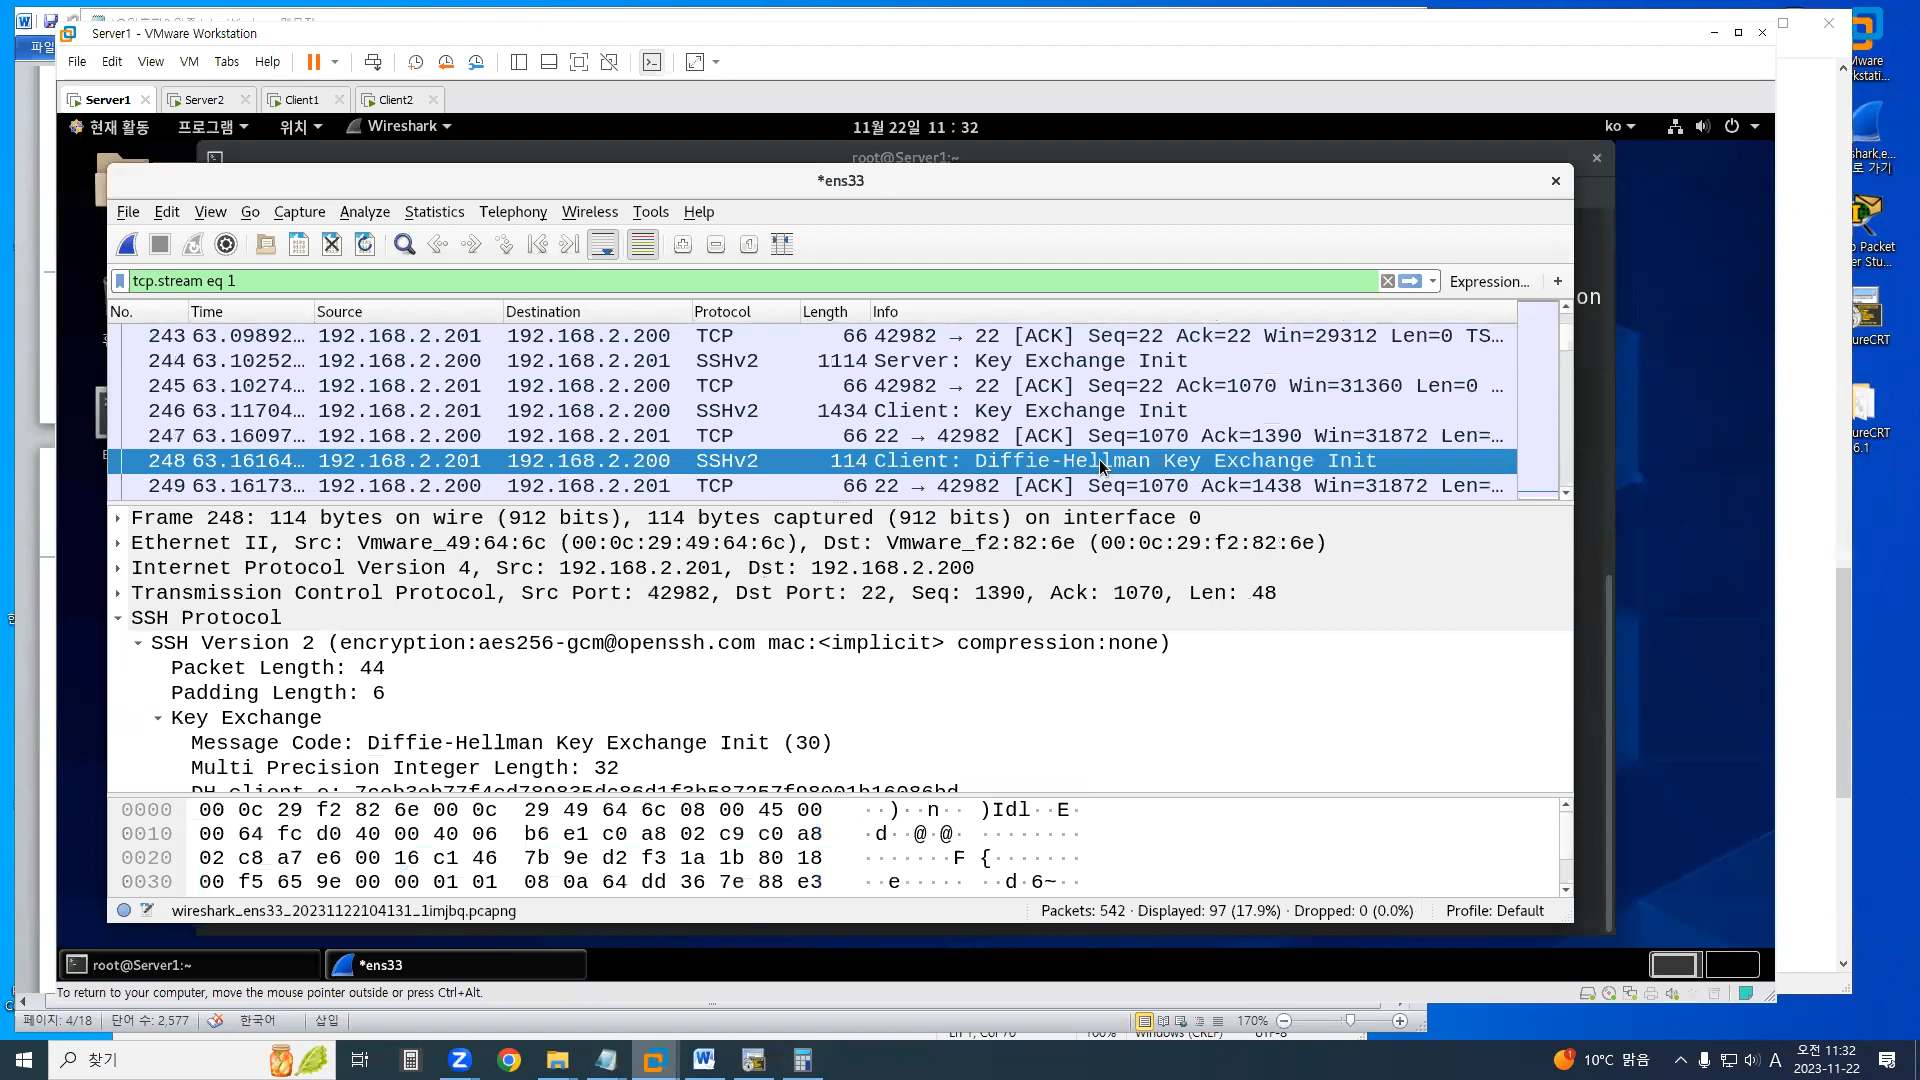 파일
Server1 - VMware Workstation
File Edit View VM Tabs Help
Server1 Server2 Client1 Client2
현재 활동 프로그램 위치 Wireshark 11월 22일 11 : 32 ko
root@Server1:~
*ens33
File Edit View Go Capture Analyze Statistics Telephony Wireless Tools Help
tcp.stream eq 1 Expression... +
No. Time Source Destination Protocol Length Info
243 63.09892… 192.168.2.201 192.168.2.200 TCP 66 42982 → 22 [ACK] Seq=22 Ack=22 Win=29312 Len=0 TS…
244 63.10252… 192.168.2.200 192.168.2.201 SSHv2 1114 Server: Key Exchange Init
245 63.10274… 192.168.2.201 192.168.2.200 TCP 66 42982 → 22 [ACK] Seq=22 Ack=1070 Win=31360 Len=0 …
246 63.11704… 192.168.2.201 192.168.2.200 SSHv2 1434 Client: Key Exchange Init
247 63.16097… 192.168.2.200 192.168.2.201 TCP 66 22 → 42982 [ACK] Seq=1070 Ack=1390 Win=31872 Len=…
248 63.16164… 192.168.2.201 192.168.2.200 SSHv2 114 Client: Diffie-Hellman Key Exchange Init
249 63.16173… 192.168.2.200 192.168.2.201 TCP 66 22 → 42982 [ACK] Seq=1070 Ack=1438 Win=31872 Len=…
on
Frame 248: 114 bytes on wire (912 bits), 114 bytes captured (912 bits) on interface 0
Ethernet II, Src: Vmware_49:64:6c (00:0c:29:49:64:6c), Dst: Vmware_f2:82:6e (00:0c:29:f2:82:6e)
Internet Protocol Version 4, Src: 192.168.2.201, Dst: 192.168.2.200
Transmission Control Protocol, Src Port: 42982, Dst Port: 22, Seq: 1390, Ack: 1070, Len: 48
SSH Protocol
SSH Version 2 (encryption:aes256-gcm@openssh.com mac:<implicit> compression:none)
Packet Length: 44
Padding Length: 6
Key Exchange
Message Code: Diffie-Hellman Key Exchange Init (30)
Multi Precision Integer Length: 32
0000 00 0c 29 f2 82 6e 00 0c 29 49 64 6c 08 00 45 00 ··)··n·· )Idl··E·
0010 00 64 fc d0 40 00 40 06 b6 e1 c0 a8 02 c9 c0 a8 ·d··@·@· ········
0020 02 c8 a7 e6 00 16 c1 46 7b 9e d2 f3 1a 1b 80 18 ·······F {·······
0030 00 f5 65 9e 00 00 01 01 08 0a 64 dd 36 7e 88 e3 ··e····· ··d·6~··
wireshark_ens33_20231122104131_1imjbq.pcapng Packets: 542 · Displayed: 97 (17.9%) · Dropped: 0 (0.0%) Profile: Default
root@Server1:~ *ens33
To return to your computer, move the mouse pointer outside or press Ctrl+Alt.
페이지: 4/18 단어 수: 2,577 한국어 삽입 170%
찾기 10°C 맑음 A 오전 11:32
2023-11-22